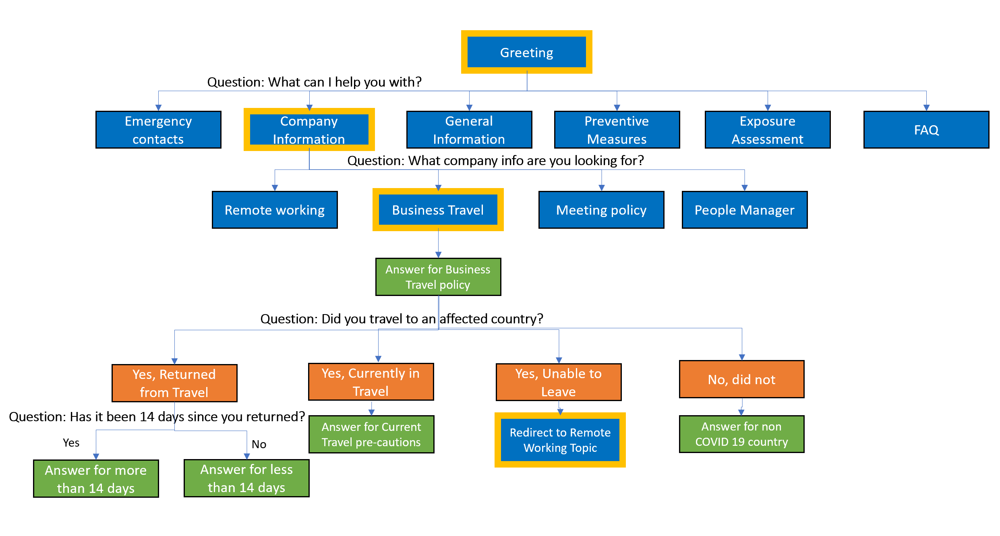 Greeting
Question: What can I help you with?
Emergency
contacts
Company
Information
General
Information
Preventive
Measures
Exposure
Assessment
FAQ
Question: What company info are you looking for?
Remote working
Business Travel
Meeting policy
People Manager
Answer for Business
Travel policy
Question: Did you travel to an affected country?
Yes, Returned
from Travel
Yes, Currently in
Travel
Yes, Unable to
Leave
No, did not
Question: Has it been 14 days since you returned?
Answer for Current
Travel pre-cautions
Redirect to Remote
Working Topic
Answer for non
COVID 19 country
Yes
No
Answer for more
than 14 days
Answer for less
than 14 days